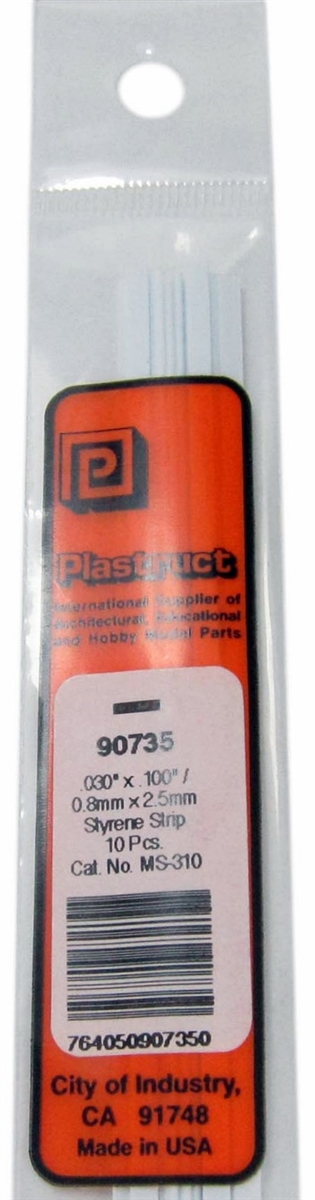 P
Plastruct
International Supplier of
Architectural, Educational
and Hobby Model Parts
90735
.030" x .100" /
0.8mm x 2.5mm
Styrene Strip
10 Pcs.
Cat. No. MS-310
764050907350
City of Industry,
CA 91748
Made in USA